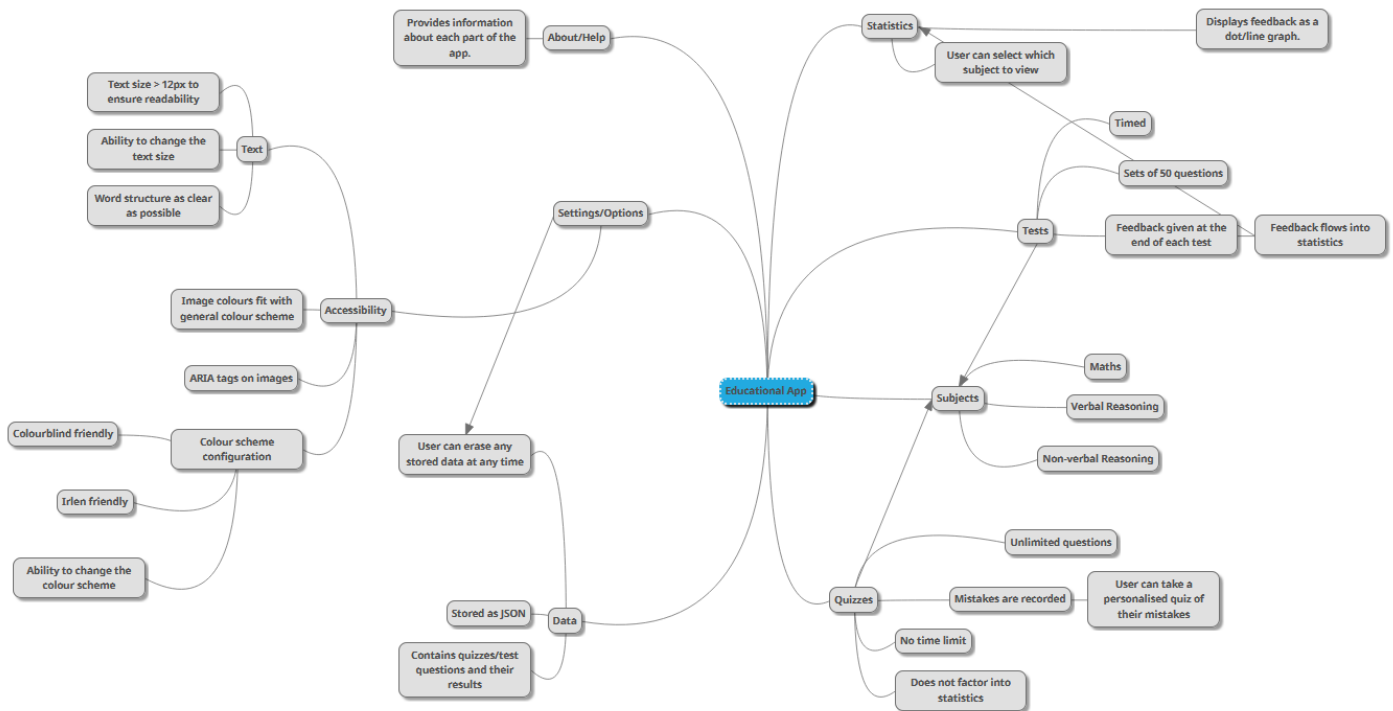 Educational App
About/Help
Provides information
about each part of the
app.
Settings/Options
Accessibility
Text
Text size > 12px to
ensure readability
Ability to change the
text size
Word structure as clear
as possible
Image colours fit with
general colour scheme
ARIA tags on images
Colour scheme
configuration
Colourblind friendly
Irlen friendly
Ability to change the
colour scheme
Data
User can erase any
stored data at any time
Stored as JSON
Contains quizzes/test
questions and their
results
Statistics
Displays feedback as a
dot/line graph.
User can select which
subject to view
Tests
Timed
Sets of 50 questions
Feedback given at the
end of each test
Feedback flows into
statistics
Subjects
Maths
Verbal Reasoning
Non-verbal Reasoning
Quizzes
Unlimited questions
Mistakes are recorded
User can take a
personalised quiz of
their mistakes
No time limit
Does not factor into
statistics